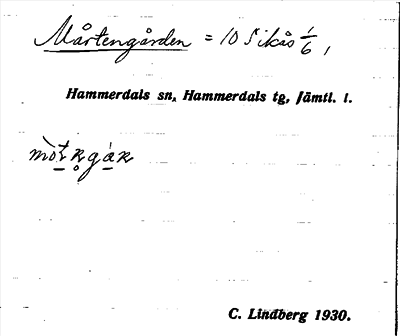 Mårtengården = 10 Sikås 1/6,
Hammerdals sn, Hammerdals tg, Jämtl. l.
C. Lindberg 1930.